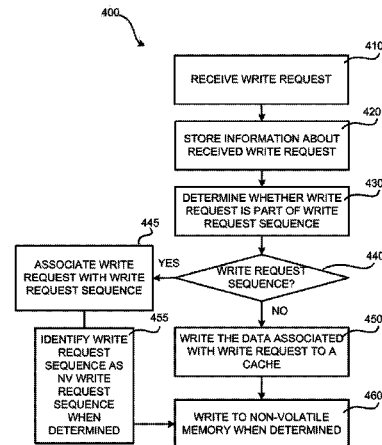 400
410
RECEIVE WRITE REQUEST
420
STORE INFORMATION ABOUT
RECEIVED WRITE REQUEST
430
DETERMINE WHETHER WRITE
REQUEST IS PART OF WRITE
REQUEST SEQUENCE
440
WRITE REQUEST
SEQUENCE?
YES
445
ASSOCIATE WRITE
REQUEST WITH WRITE
REQUEST SEQUENCE
455
IDENTIFY WRITE
REQUEST
SEQUENCE AS
NV WRITE
REQUEST
SEQUENCE
WHEN
DETERMINED
NO
450
WRITE THE DATA ASSOCIATED
WITH WRITE REQUEST TO A
CACHE
460
WRITE TO NON-VOLATILE
MEMORY WHEN DETERMINED